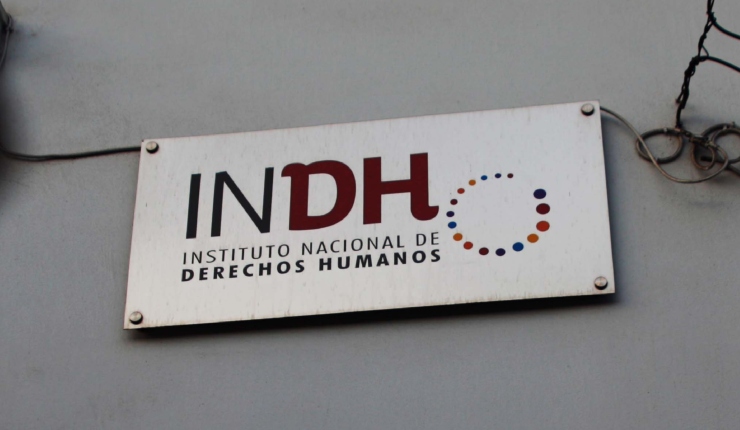 INDH
INSTITUTO NACIONAL DE
DERECHOS HUMANOS